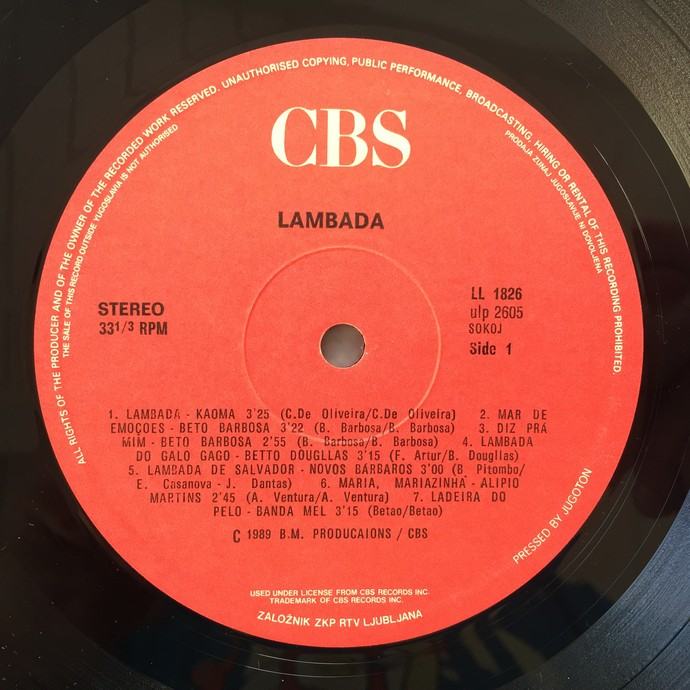 ALL RIGHTS OF THE PRODUCER AND OF THE OWNER OF THE RECORDED WORK RESERVED. UNAUTHORISED COPYING, PUBLIC PERFORMANCE, BROADCASTING, HIRING OR RENTAL OF THIS RECORDING PROHIBITED.
THE SALE OF THIS RECORD OUTSIDE YUGOSLAVIA IS NOT AUTHORISED
PRODAJA ZUNAJ JUGOSLAVIJE NI DOVOLJENA
CBS
LAMBADA
STEREO
33 1/3 RPM
LL 1826
ulp 2605
SOKOJ
Side 1
1. LAMBADA - KAOMA 3'25 (C.De Oliveira/C.De Oliveira) 2. MAR DE
EMOÇOES - BETO BARBOSA 3'22 (B. Barbosa/B. Barbosa) 3. DIZ PRÁ
MIM - BETO BARBOSA 2'55 (B. Barbosa/B. Barbosa) 4. LAMBADA
DO GALO GAGO - BETTO DOUGLLAS 3'15 (F. Artur/B. Dougllas)
5. LAMBADA DE SALVADOR - NOVOS BÁRBAROS 3'00 (B. Pitombo/
E. Casanova - J. Dantas) 6. MARIA, MARIAZINHA - ALIPIO
MARTINS 2'45 (A. Ventura/A. Ventura) 7. LADEIRA DO
PELO - BANDA MEL 3'15 (Betao/Betao)
C 1989 B.M. PRODUCAIONS / CBS
PRESSED BY JUGOTON
USED UNDER LICENSE FROM CBS RECORDS INC.
TRADEMARK OF CBS RECORDS INC.
ZALOŽNIK ZKP RTV LJUBLJANA